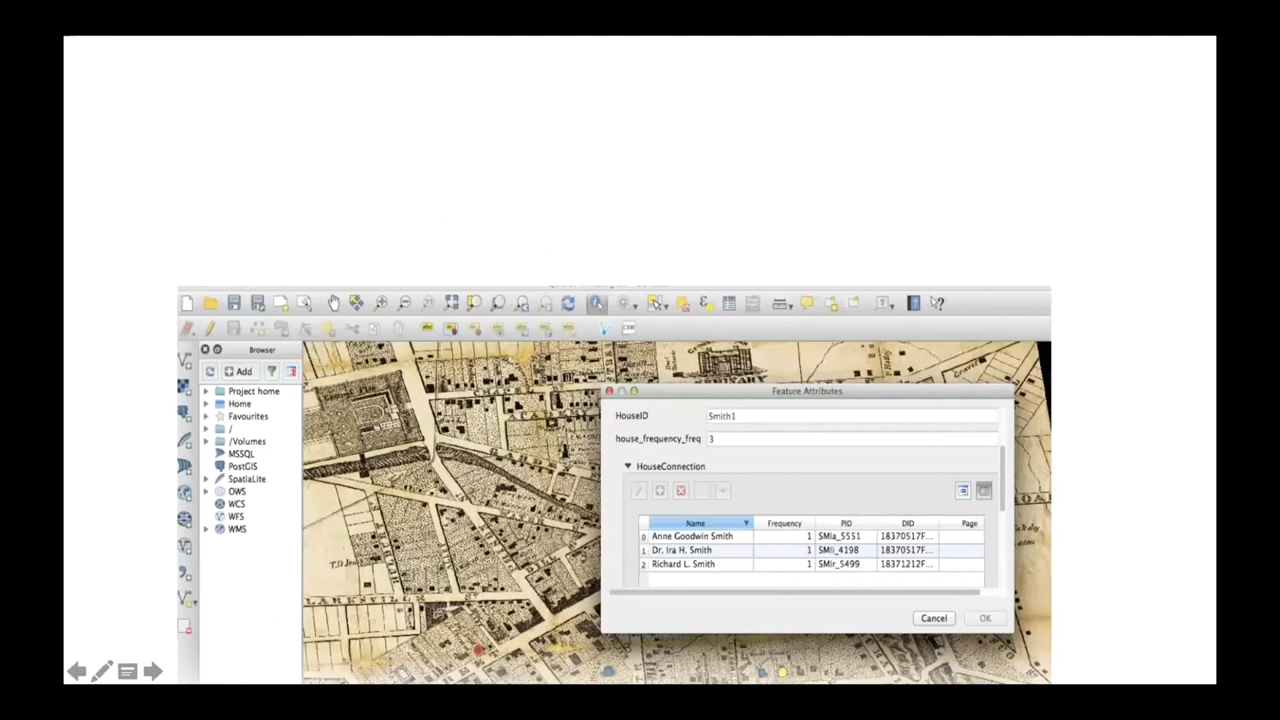 Browser
Add
Project home
Home
Favourites
/
/Volumes
MSSQL
PostGIS
SpatiaLite
OWS
WCS
WFS
WMS
Feature Attributes
HouseID Smith1
house_frequency_freq 3
HouseConnection
Name Frequency PID DID Page
0 Anne Goodwin Smith 1 SMIa_5551 18370517F...
1 Dr. Ira H. Smith 1 SMIi_4198 18370517F...
2 Richard L. Smith 1 SMIr_5499 18371212F...
Cancel OK